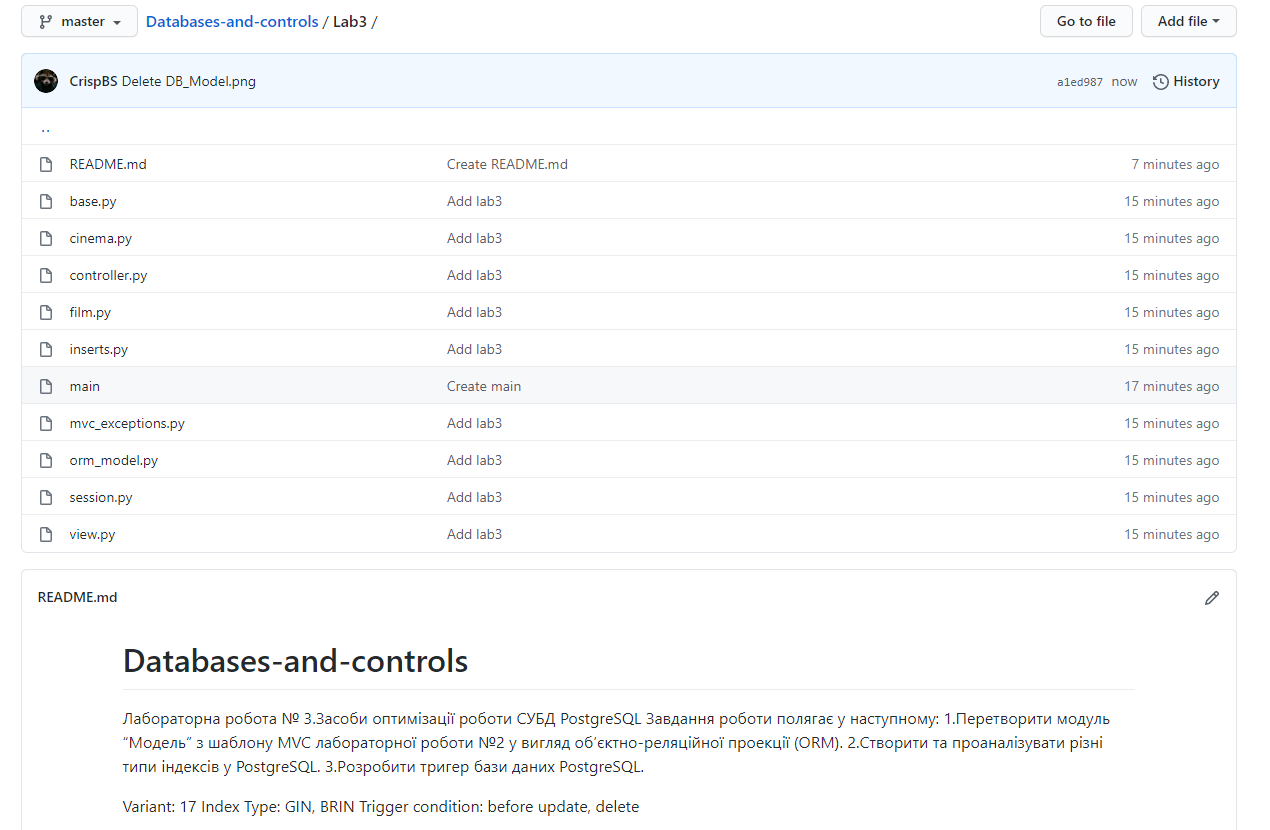 master Databases-and-controls / Lab3 / Go to file Add file
CrispBS Delete DB_Model.png a1ed987 now History
..
README.md Create README.md 7 minutes ago
base.py Add lab3 15 minutes ago
cinema.py Add lab3 15 minutes ago
controller.py Add lab3 15 minutes ago
film.py Add lab3 15 minutes ago
inserts.py Add lab3 15 minutes ago
main Create main 17 minutes ago
mvc_exceptions.py Add lab3 15 minutes ago
orm_model.py Add lab3 15 minutes ago
session.py Add lab3 15 minutes ago
view.py Add lab3 15 minutes ago
README.md
Databases-and-controls
Лабораторна робота № 3.Засоби оптимізації роботи СУБД PostgreSQL Завдання роботи полягає у наступному: 1.Перетворити модуль
“Модель” з шаблону MVC лабораторної роботи №2 у вигляд об’єктно-реляційної проекції (ORM). 2.Створити та проаналізувати різні
типи індексів у PostgreSQL. 3.Розробити тригер бази даних PostgreSQL.
Variant: 17 Index Type: GIN, BRIN Trigger condition: before update, delete